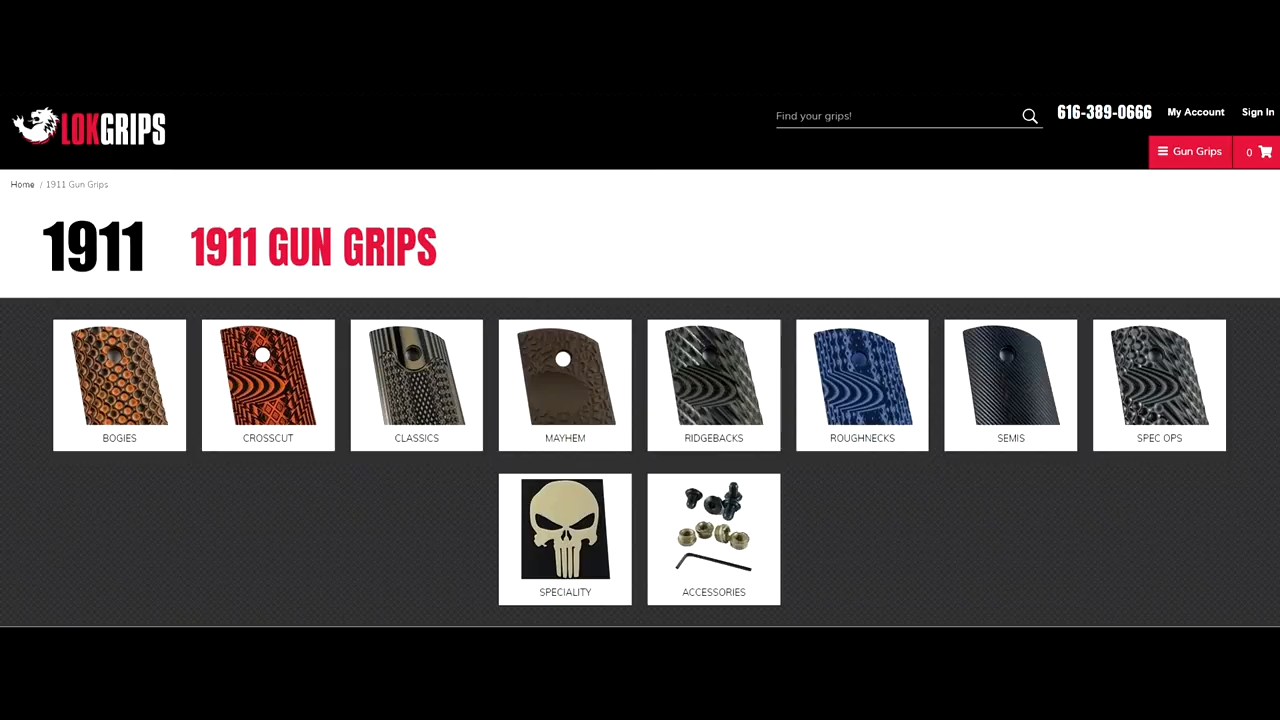 LOKGRIPS
Find your grips!
616-389-0666
My Account
Sign In
Gun Grips
0
Home / 1911 Gun Grips
1911
1911 GUN GRIPS
BOGIES
CROSSCUT
CLASSICS
MAYHEM
RIDGEBACKS
ROUGHNECKS
SEMIS
SPEC OPS
SPECIALITY
ACCESSORIES